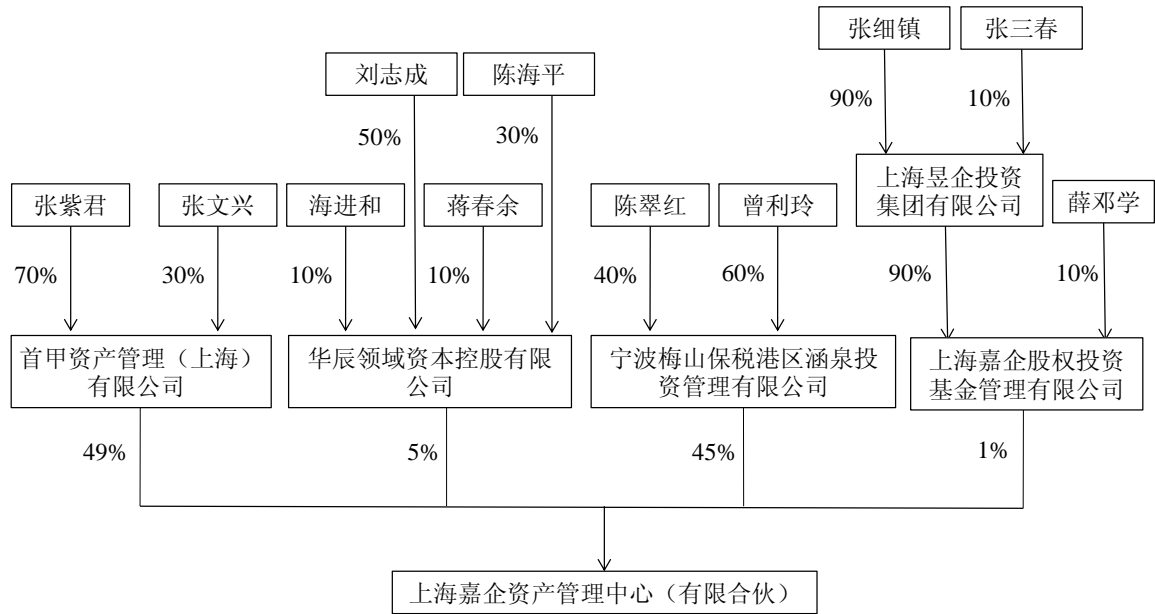 张细镇
张三春
刘志成
陈海平
90%
10%
50%
30%
上海昱企投资
集团有限公司
张紫君
张文兴
海进和
蒋春余
陈翠红
曾利玲
薛邓学
70%
30%
10%
10%
40%
60%
90%
10%
首甲资产管理（上海）
有限公司
华辰领域资本控股有限
公司
宁波梅山保税港区涵泉投
资管理有限公司
上海嘉企股权投资
基金管理有限公司
49%
5%
45%
1%
上海嘉企资产管理中心（有限合伙）